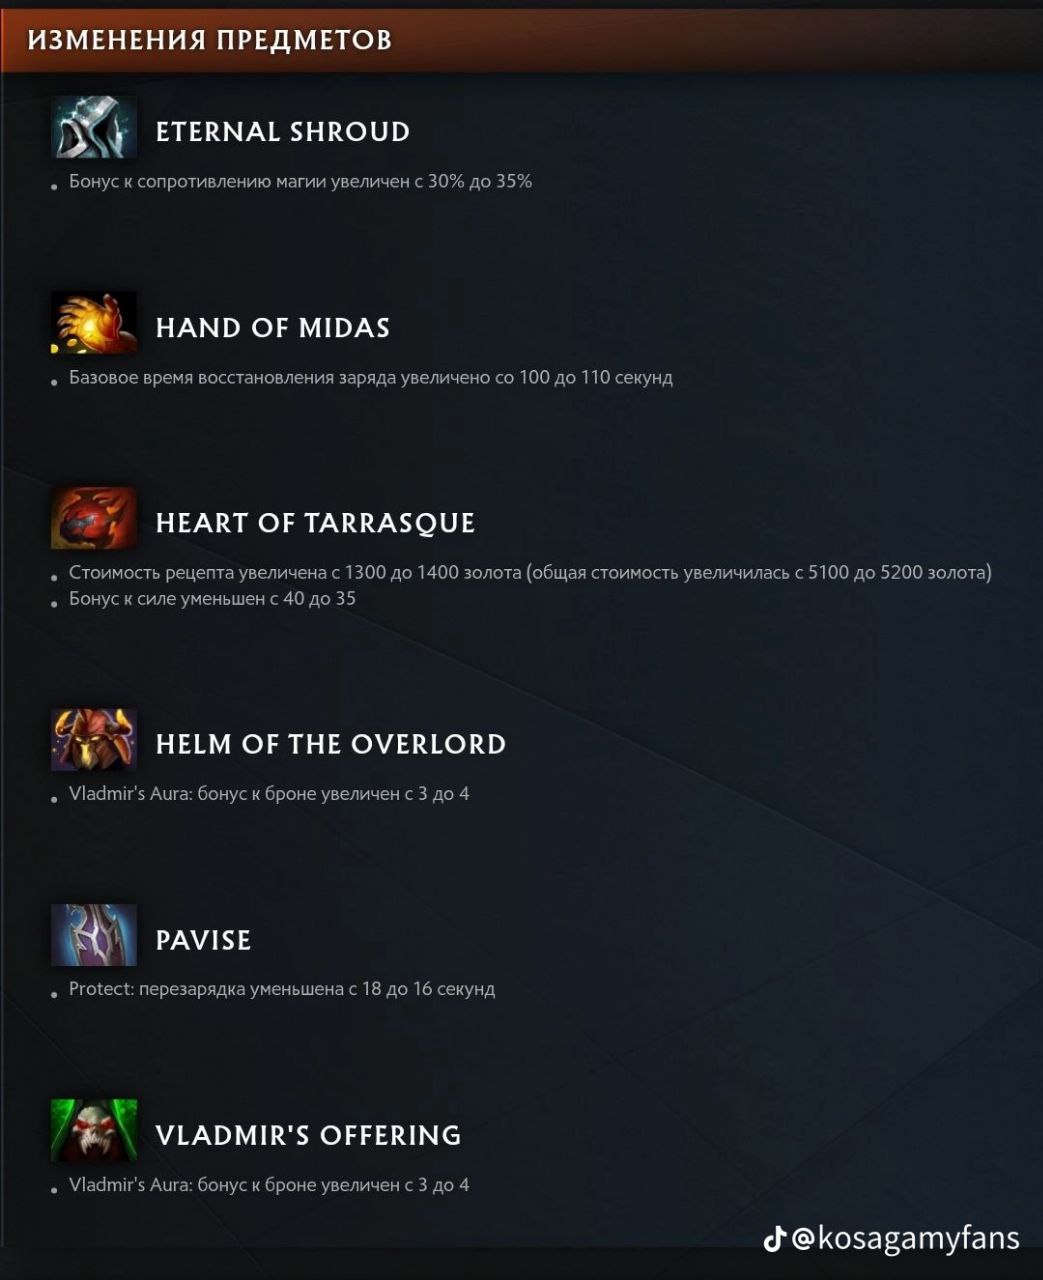 ИЗМЕНЕНИЯ ПРЕДМЕТОВ
ETERNAL SHROUD
• Бонус к сопротивлению магии увеличен с 30% до 35%
HAND OF MIDAS
• Базовое время восстановления заряда увеличено со 100 до 110 секунд
HEART OF TARRASQUE
• Стоимость рецепта увеличена с 1300 до 1400 золота (общая стоимость увеличилась с 5100 до 5200 золота)
• Бонус к силе уменьшен с 40 до 35
HELM OF THE OVERLORD
• Vladmir's Aura: бонус к броне увеличен с 3 до 4
PAVISE
• Protect: перезарядка уменьшена с 18 до 16 секунд
VLADMIR'S OFFERING
• Vladmir's Aura: бонус к броне увеличен с 3 до 4
@kosagamyfans